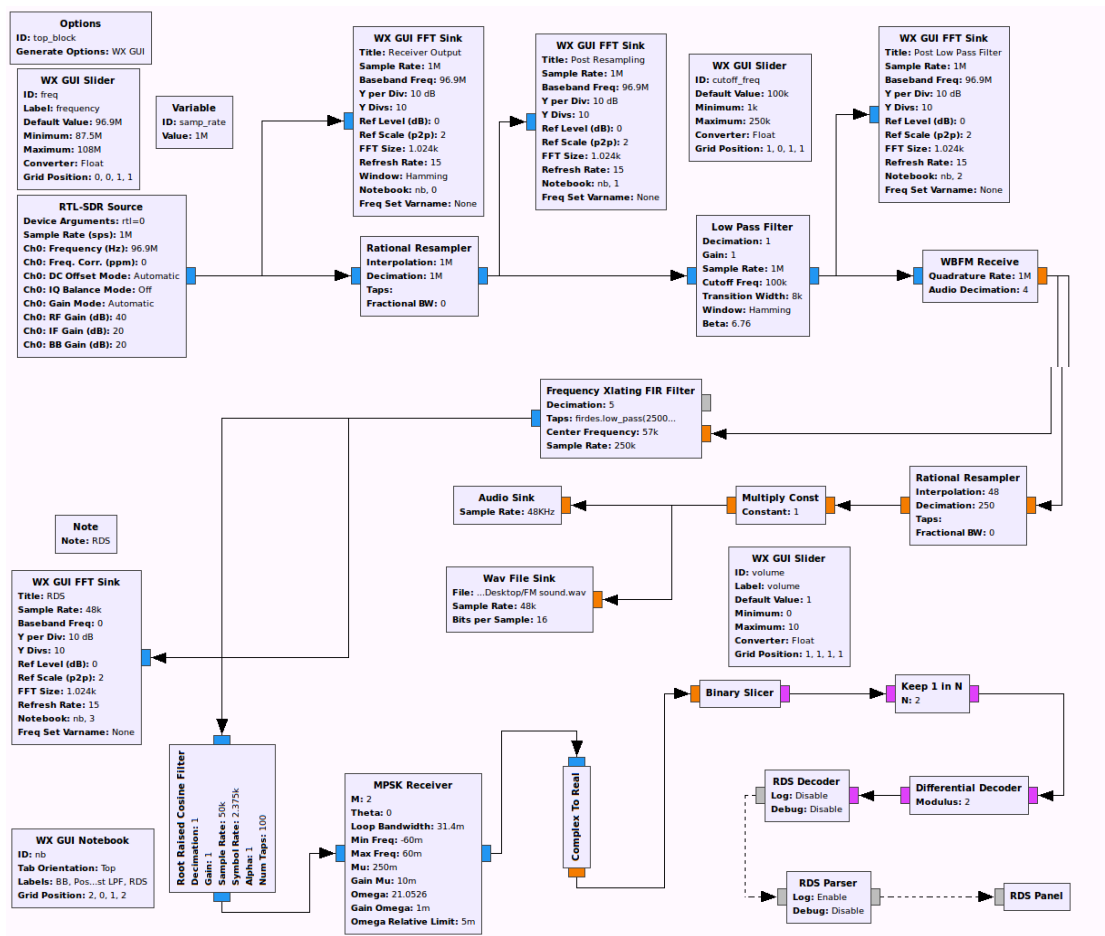 Options
ID: top_block
Generate Options: WX GUI
WX GUI Slider
ID: freq
Label: frequency
Default Value: 96.9M
Minimum: 87.5M
Maximum: 108M
Converter: Float
Grid Position: 0, 0, 1, 1
Variable
ID: samp_rate
Value: 1M
WX GUI FFT Sink
Title: Receiver Output
Sample Rate: 1M
Baseband Freq: 96.9M
Y per Div: 10 dB
Y Divs: 10
Ref Level (dB): 0
Ref Scale (p2p): 2
FFT Size: 1.024k
Refresh Rate: 15
Window: Hamming
Notebook: nb, 0
Freq Set Varname: None
WX GUI FFT Sink
Title: Post Resampling
Sample Rate: 1M
Baseband Freq: 96.9M
Y per Div: 10 dB
Y Divs: 10
Ref Level (dB): 0
Ref Scale (p2p): 2
FFT Size: 1.024k
Refresh Rate: 15
Notebook: nb, 1
Freq Set Varname: None
WX GUI Slider
ID: cutoff_freq
Default Value: 100k
Minimum: 1k
Maximum: 250k
Converter: Float
Grid Position: 1, 0, 1, 1
WX GUI FFT Sink
Title: Post Low Pass Filter
Sample Rate: 1M
Baseband Freq: 96.9M
Y per Div: 10 dB
Y Divs: 10
Ref Level (dB): 0
Ref Scale (p2p): 2
FFT Size: 1.024k
Refresh Rate: 15
Notebook: nb, 2
Freq Set Varname: None
RTL-SDR Source
Device Arguments: rtl=0
Sample Rate (sps): 1M
Ch0: Frequency (Hz): 96.9M
Ch0: Freq. Corr. (ppm): 0
Ch0: DC Offset Mode: Automatic
Ch0: IQ Balance Mode: Off
Ch0: Gain Mode: Automatic
Ch0: RF Gain (dB): 40
Ch0: IF Gain (dB): 20
Ch0: BB Gain (dB): 20
Rational Resampler
Interpolation: 1M
Decimation: 1M
Taps:
Fractional BW: 0
Low Pass Filter
Decimation: 1
Gain: 1
Sample Rate: 1M
Cutoff Freq: 100k
Transition Width: 8k
Window: Hamming
Beta: 6.76
WBFM Receive
Quadrature Rate: 1M
Audio Decimation: 4
Frequency Xlating FIR Filter
Decimation: 5
Taps: firdes.low_pass(2500...
Center Frequency: 57k
Sample Rate: 250k
Audio Sink
Sample Rate: 48KHz
Multiply Const
Constant: 1
Rational Resampler
Interpolation: 48
Decimation: 250
Taps:
Fractional BW: 0
Note
Note: RDS
Wav File Sink
File: ...Desktop/FM sound.wav
Sample Rate: 48k
Bits per Sample: 16
WX GUI Slider
ID: volume
Label: volume
Default Value: 1
Minimum: 0
Maximum: 10
Converter: Float
Grid Position: 1, 1, 1, 1
WX GUI FFT Sink
Title: RDS
Sample Rate: 48k
Baseband Freq: 0
Y per Div: 10 dB
Y Divs: 10
Ref Level (dB): 0
Ref Scale (p2p): 2
FFT Size: 1.024k
Refresh Rate: 15
Notebook: nb, 3
Freq Set Varname: None
Binary Slicer
Keep 1 in N
N: 2
Root Raised Cosine Filter
Decimation: 1
Gain: 1
Sample Rate: 50k
Symbol Rate: 2.375k
Alpha: 1
Num Taps: 100
MPSK Receiver
M: 2
Theta: 0
Loop Bandwidth: 31.4m
Min Freq: -60m
Max Freq: 60m
Mu: 250m
Gain Mu: 10m
Omega: 21.0526
Gain Omega: 1m
Omega Relative Limit: 5m
Complex To Real
RDS Decoder
Log: Disable
Debug: Disable
Differential Decoder
Modulus: 2
WX GUI Notebook
ID: nb
Tab Orientation: Top
Labels: BB, Pos...st LPF, RDS
Grid Position: 2, 0, 1, 2
RDS Parser
Log: Enable
Debug: Disable
RDS Panel